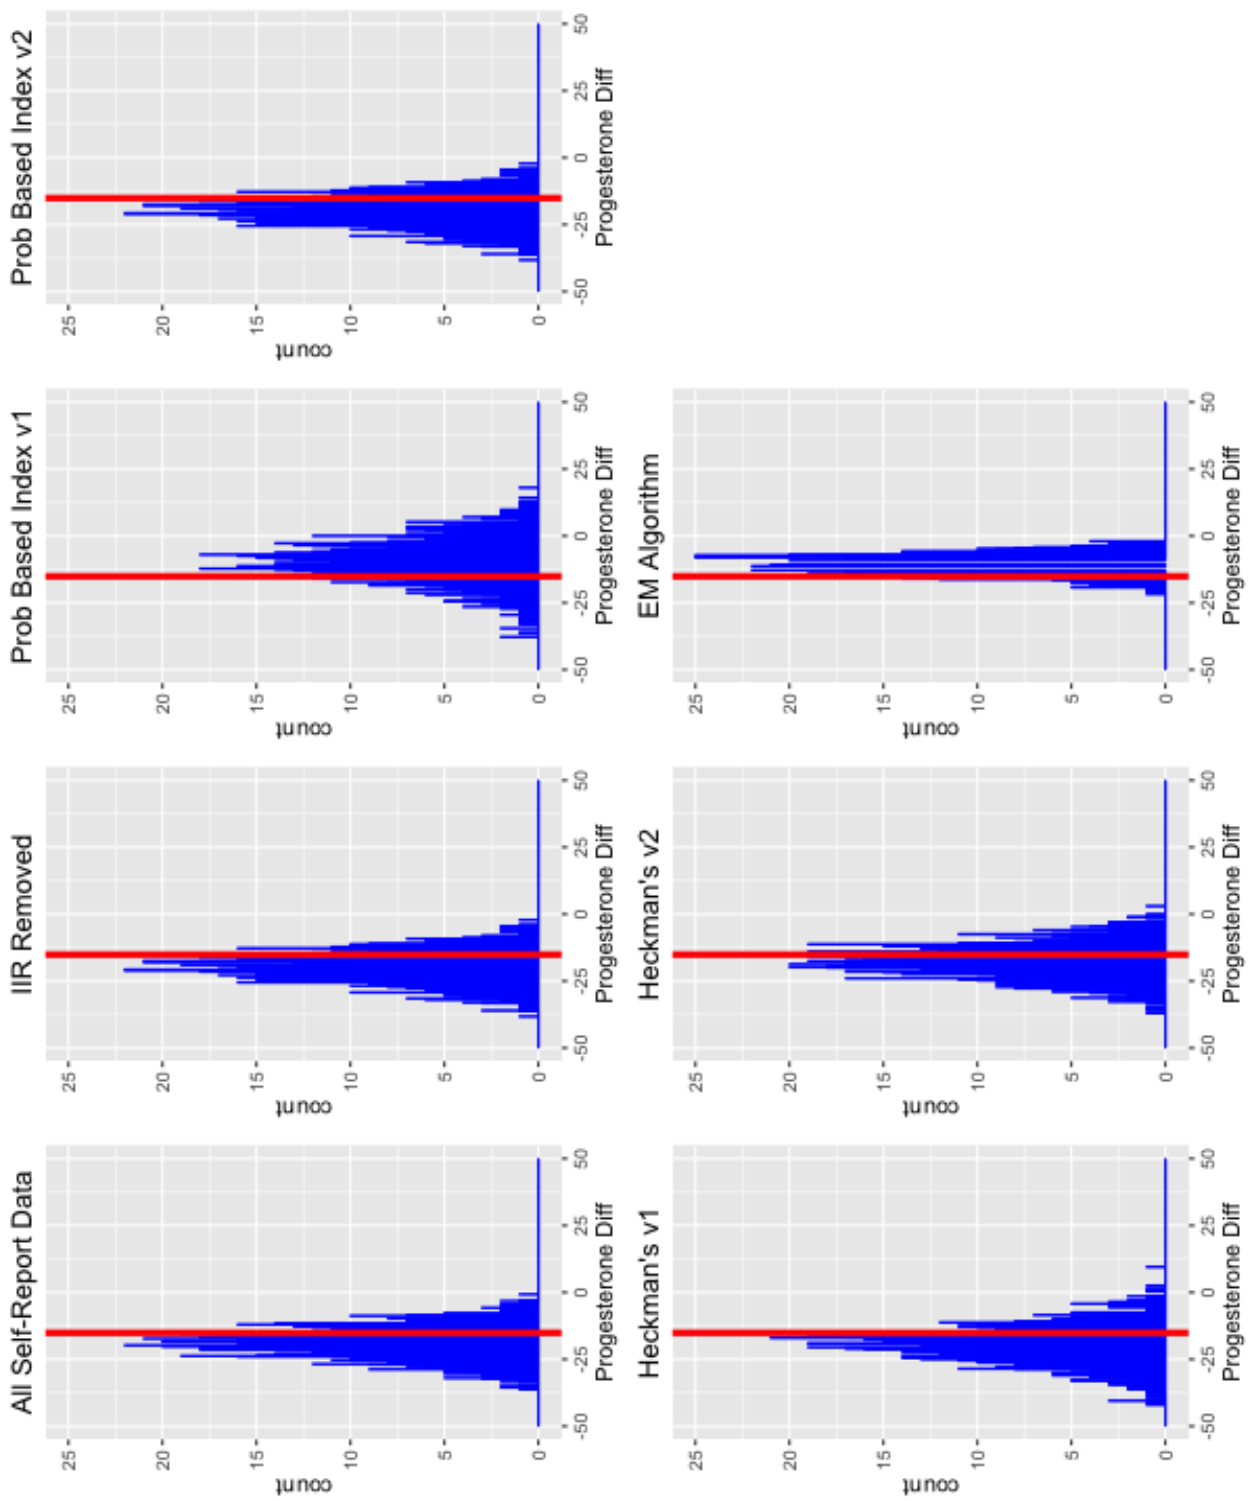 All Self-Report Data
count
25
20
15
10
5
0
-50 -25 0 25 50
Progesterone Diff
IIR Removed
count
25
20
15
10
5
0
-50 -25 0 25 50
Progesterone Diff
Prob Based Index v1
count
25
20
15
10
5
0
-50 -25 0 25 50
Progesterone Diff
Prob Based Index v2
count
25
20
15
10
5
0
-50 -25 0 25 50
Progesterone Diff
Heckman's v1
count
25
20
15
10
5
0
-50 -25 0 25 50
Progesterone Diff
Heckman's v2
count
25
20
15
10
5
0
-50 -25 0 25 50
Progesterone Diff
EM Algorithm
count
25
20
15
10
5
0
-50 -25 0 25 50
Progesterone Diff